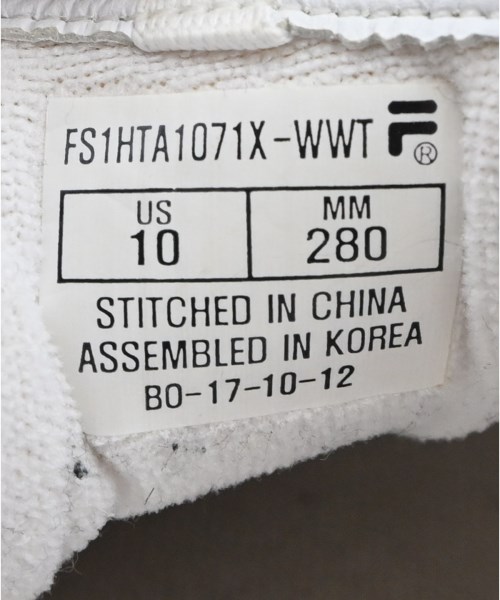 FS1HTA1071X-WWT F®
US MM
10 280
STITCHED IN CHINA
ASSEMBLED IN KOREA
BO-17-10-12